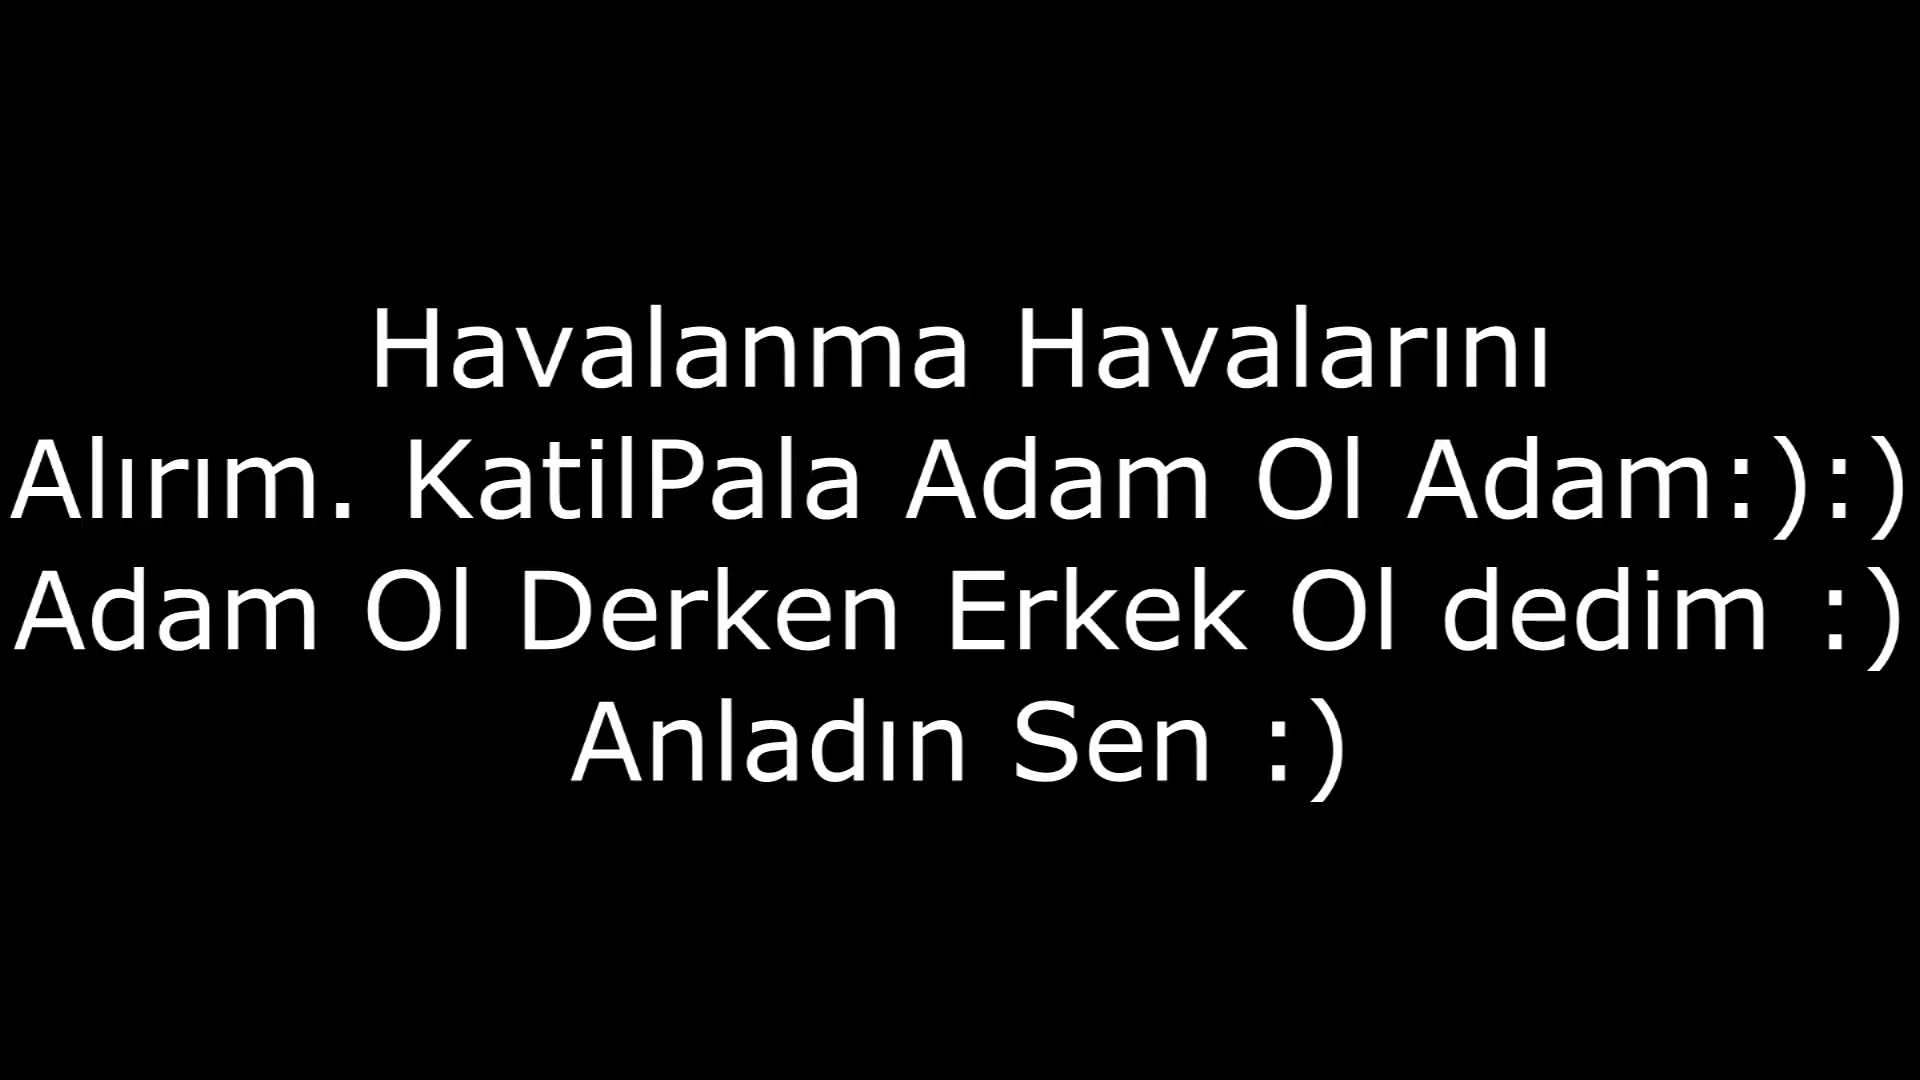 Havalanma Havalarını
Alırım. KatilPala Adam Ol Adam:):)
Adam Ol Derken Erkek Ol dedim :)
Anladın Sen :)